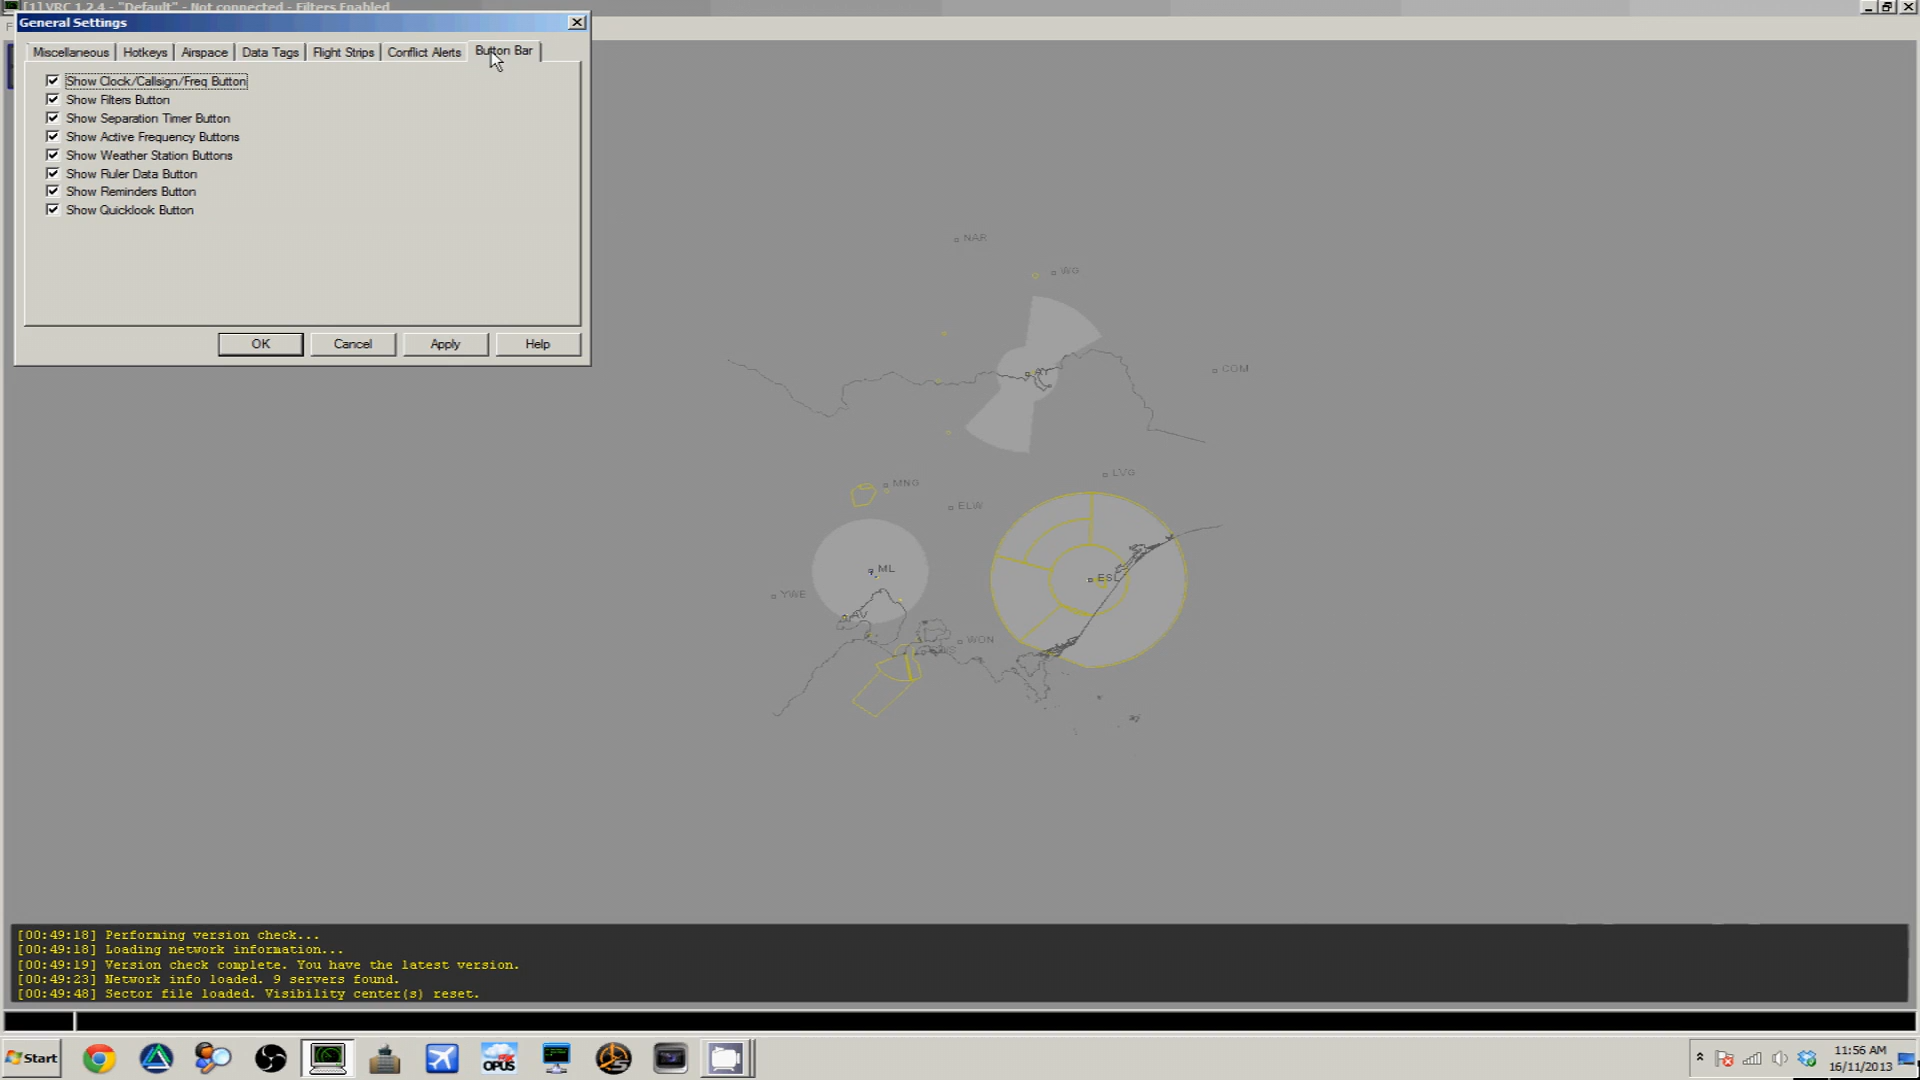 [1] VRC 1.2.4 - "Default" - Not connected - Filters Enabled
General Settings
Miscellaneous
Hotkeys
Airspace
Data Tags
Flight Strips
Conflict Alerts
Button Bar
Show Clock/Callsign/Freq Button
Show Filters Button
Show Separation Timer Button
Show Active Frequency Buttons
Show Weather Station Buttons
Show Ruler Data Button
Show Reminders Button
Show Quicklook Button
OK
Cancel
Apply
Help
NAR
WG
COM
AY
LVG
MNG
ELW
ML
ESL
YWE
AV
WON
[00:49:18] Performing version check...
[00:49:18] Loading network information...
[00:49:19] Version check complete. You have the latest version.
[00:49:23] Network info loaded. 9 servers found.
[00:49:48] Sector file loaded. Visibility center(s) reset.
Start
OPUS
11:56 AM
16/11/2013